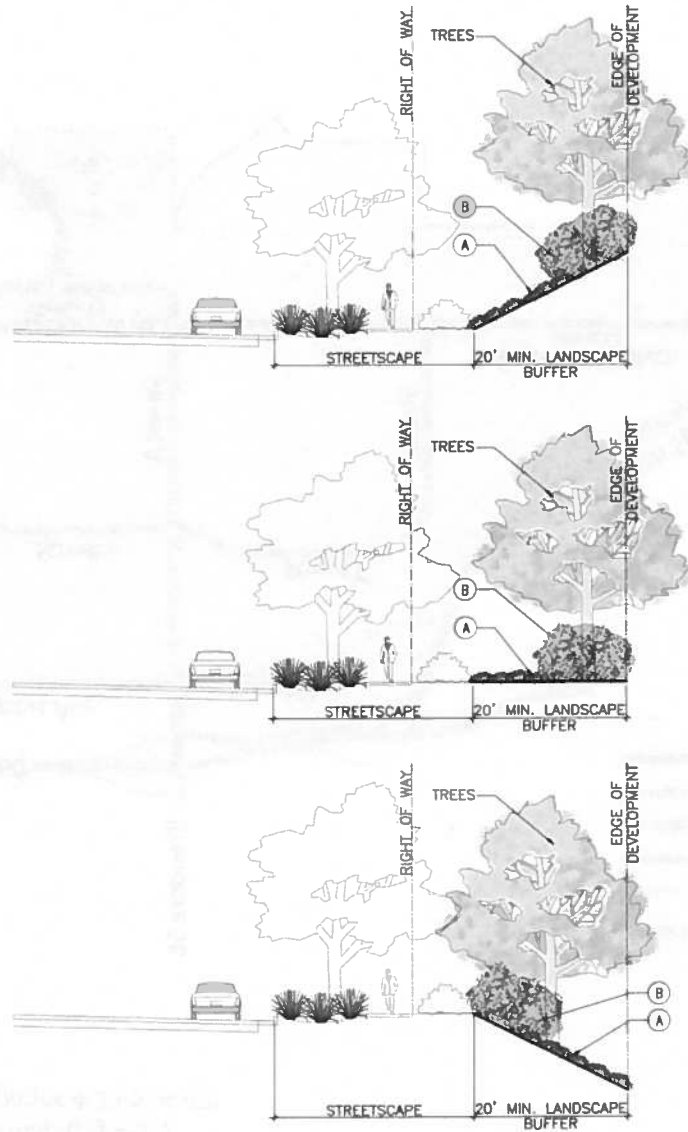 TREES
RIGHT OF WAY
EDGE OF
DEVELOPMENT
B
A
STREETSCAPE
20' MIN. LANDSCAPE
BUFFER
TREES
RIGHT OF WAY
EDGE OF
DEVELOPMENT
B
A
STREETSCAPE
20' MIN. LANDSCAPE
BUFFER
TREES
RIGHT OF WAY
EDGE OF
DEVELOPMENT
B
A
STREETSCAPE
20' MIN. LANDSCAPE
BUFFER